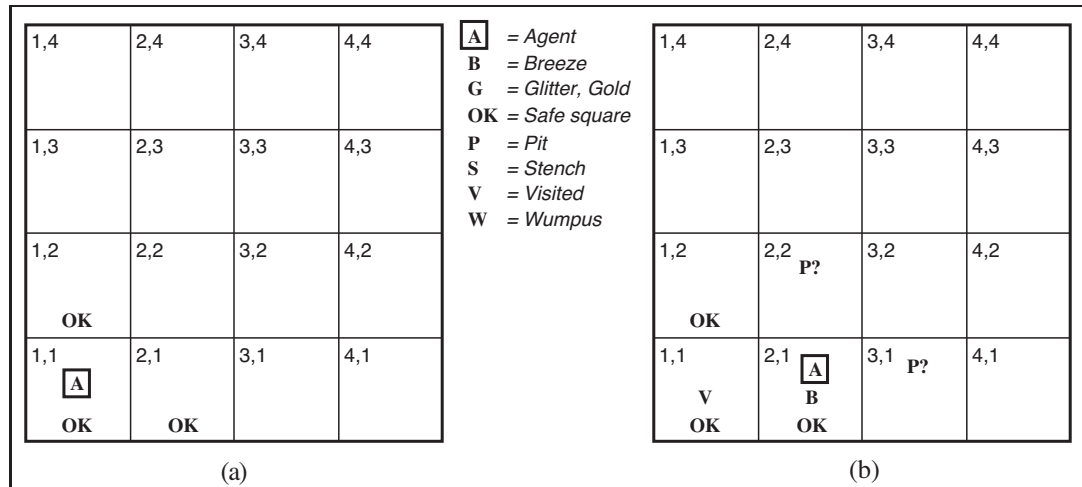 1,4 2,4 3,4 4,4
1,3 2,3 3,3 4,3
1,2 2,2 3,2 4,2
OK
1,1 2,1 3,1 4,1
A
OK OK
(a)
A = Agent
B = Breeze
G = Glitter, Gold
OK = Safe square
P = Pit
S = Stench
V = Visited
W = Wumpus
1,4 2,4 3,4 4,4
1,3 2,3 3,3 4,3
1,2 2,2 3,2 4,2
P?
OK
1,1 2,1 3,1 4,1
A P?
V B
OK OK
(b)